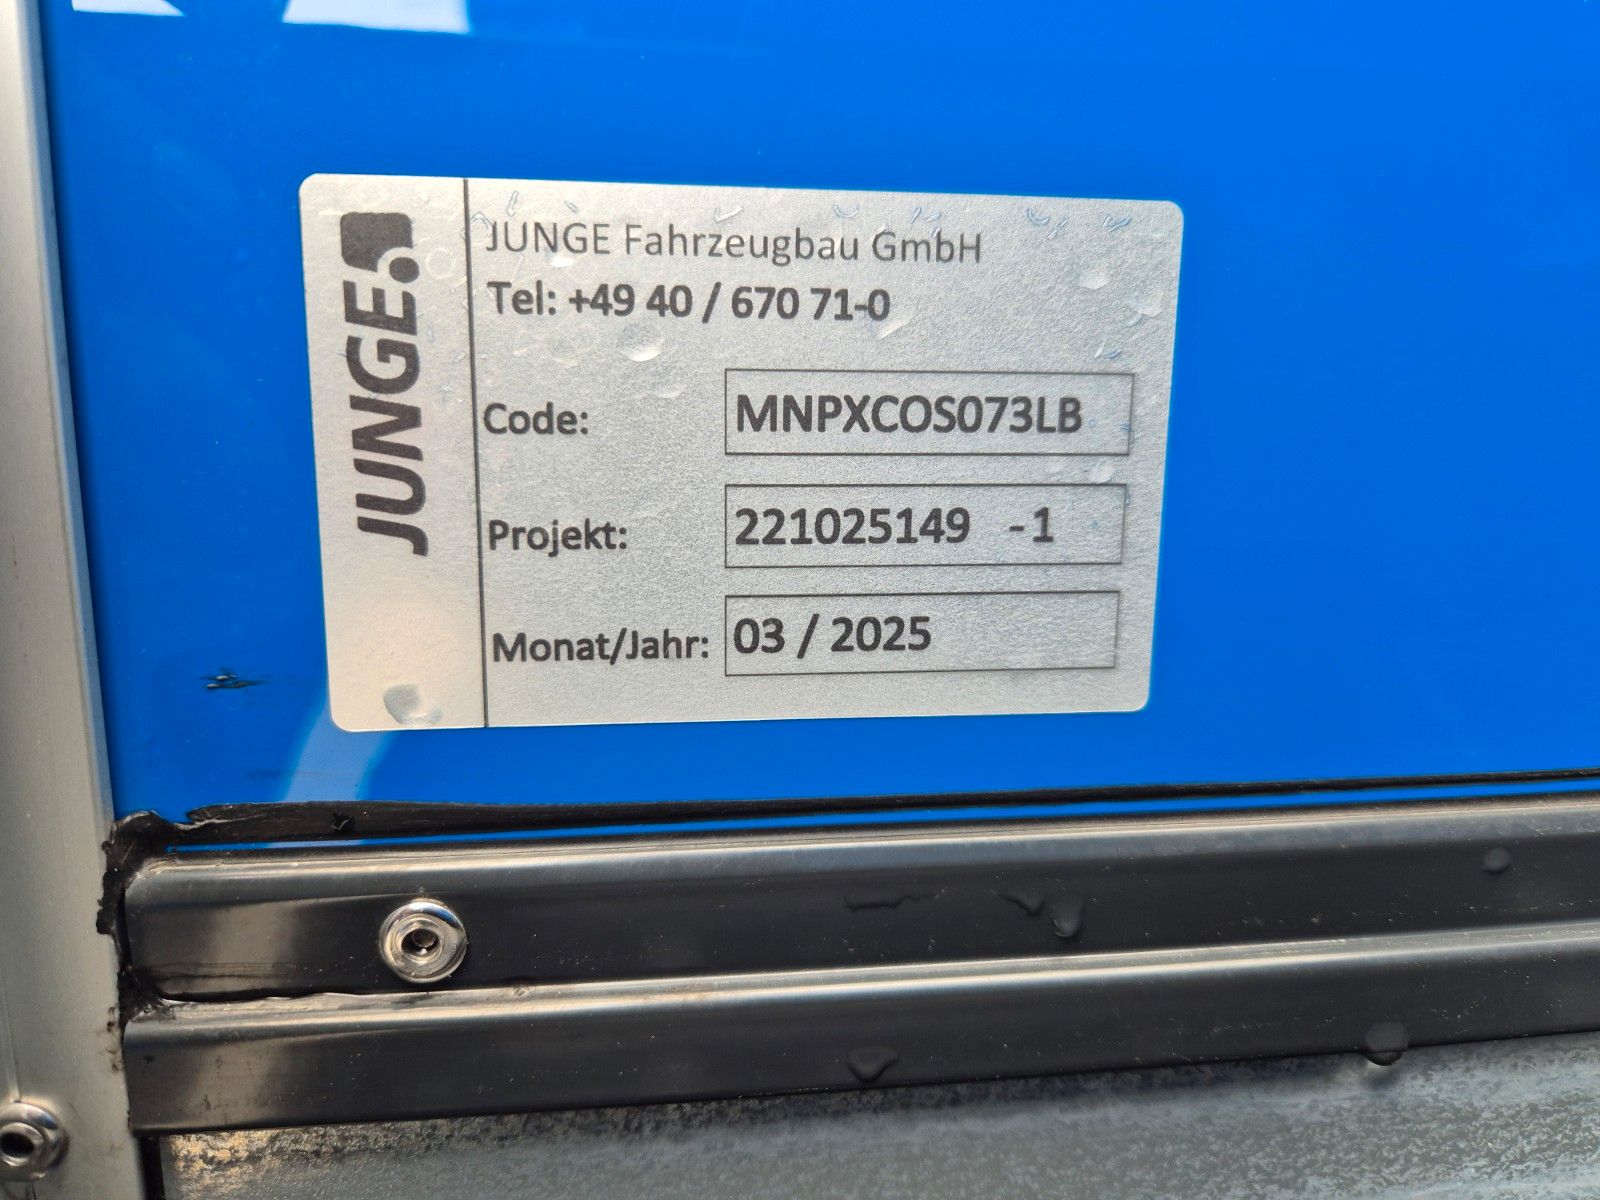 JUNGE.
JUNGE Fahrzeugbau GmbH
Tel: +49 40 / 670 71-0
Code: MNPXCOS073LB
Projekt: 221025149 -1
Monat/Jahr: 03 / 2025